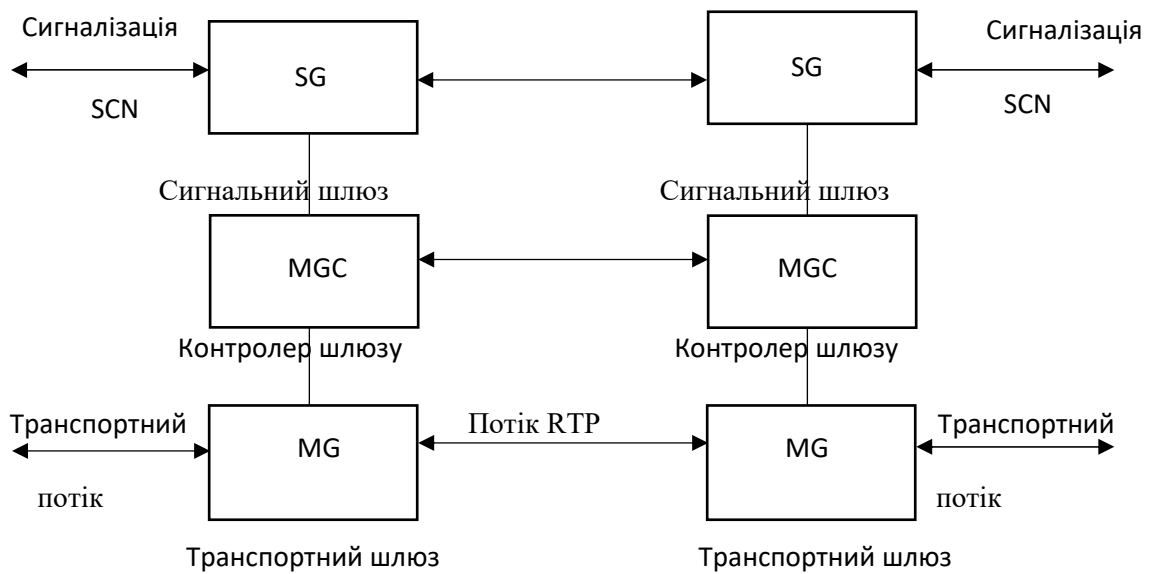 Сигналізація
SG
SG
Сигналізація
SCN
SCN
Сигнальний шлюз
Сигнальний шлюз
MGC
MGC
Контролер шлюзу
Контролер шлюзу
Транспортний
MG
Потік RTP
MG
Транспортний
потік
потік
Транспортний шлюз
Транспортний шлюз